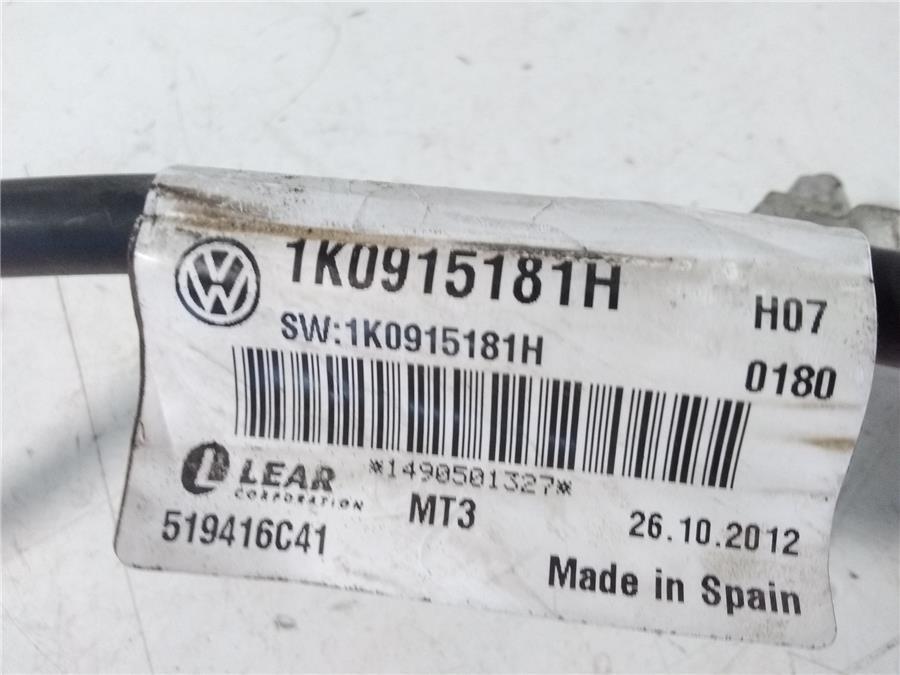 1K0915181H
H07
SW:1K0915181H
0180
LEAR
CORPORATION
*1490501327*
519416C41
MT3
26.10.2012
Made in Spain